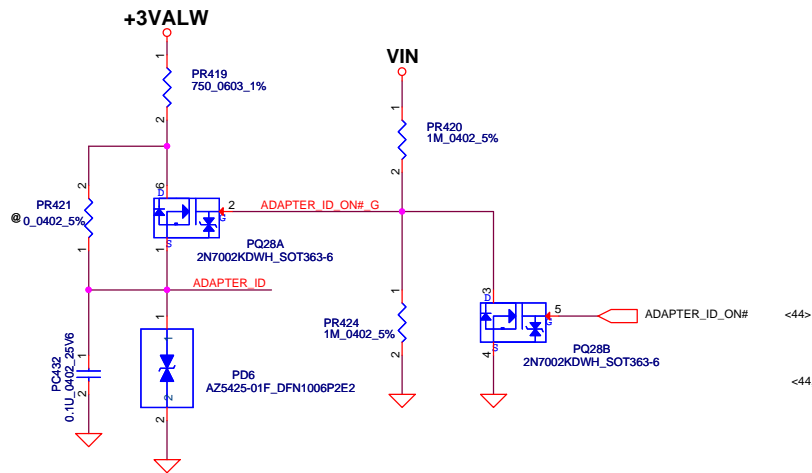 +3VALW
1
PR419
750_0603_1%
2
VIN
1
PR420
1M_0402_5%
2
2
PR421
@
0_0402_5%
1
6
D
2
G
ADAPTER_ID_ON#_G
S
1
PQ28A
2N7002KDWH_SOT363-6
ADAPTER_ID
3
D
5
G
S
4
ADAPTER_ID_ON#
<44>
PQ28B
2N7002KDWH_SOT363-6
1
PR424
1M_0402_5%
2
1
PC432
0.1U_0402_25V6
2
1
1
PD6
AZ5425-01F_DFN1006P2E2
2
2
<44